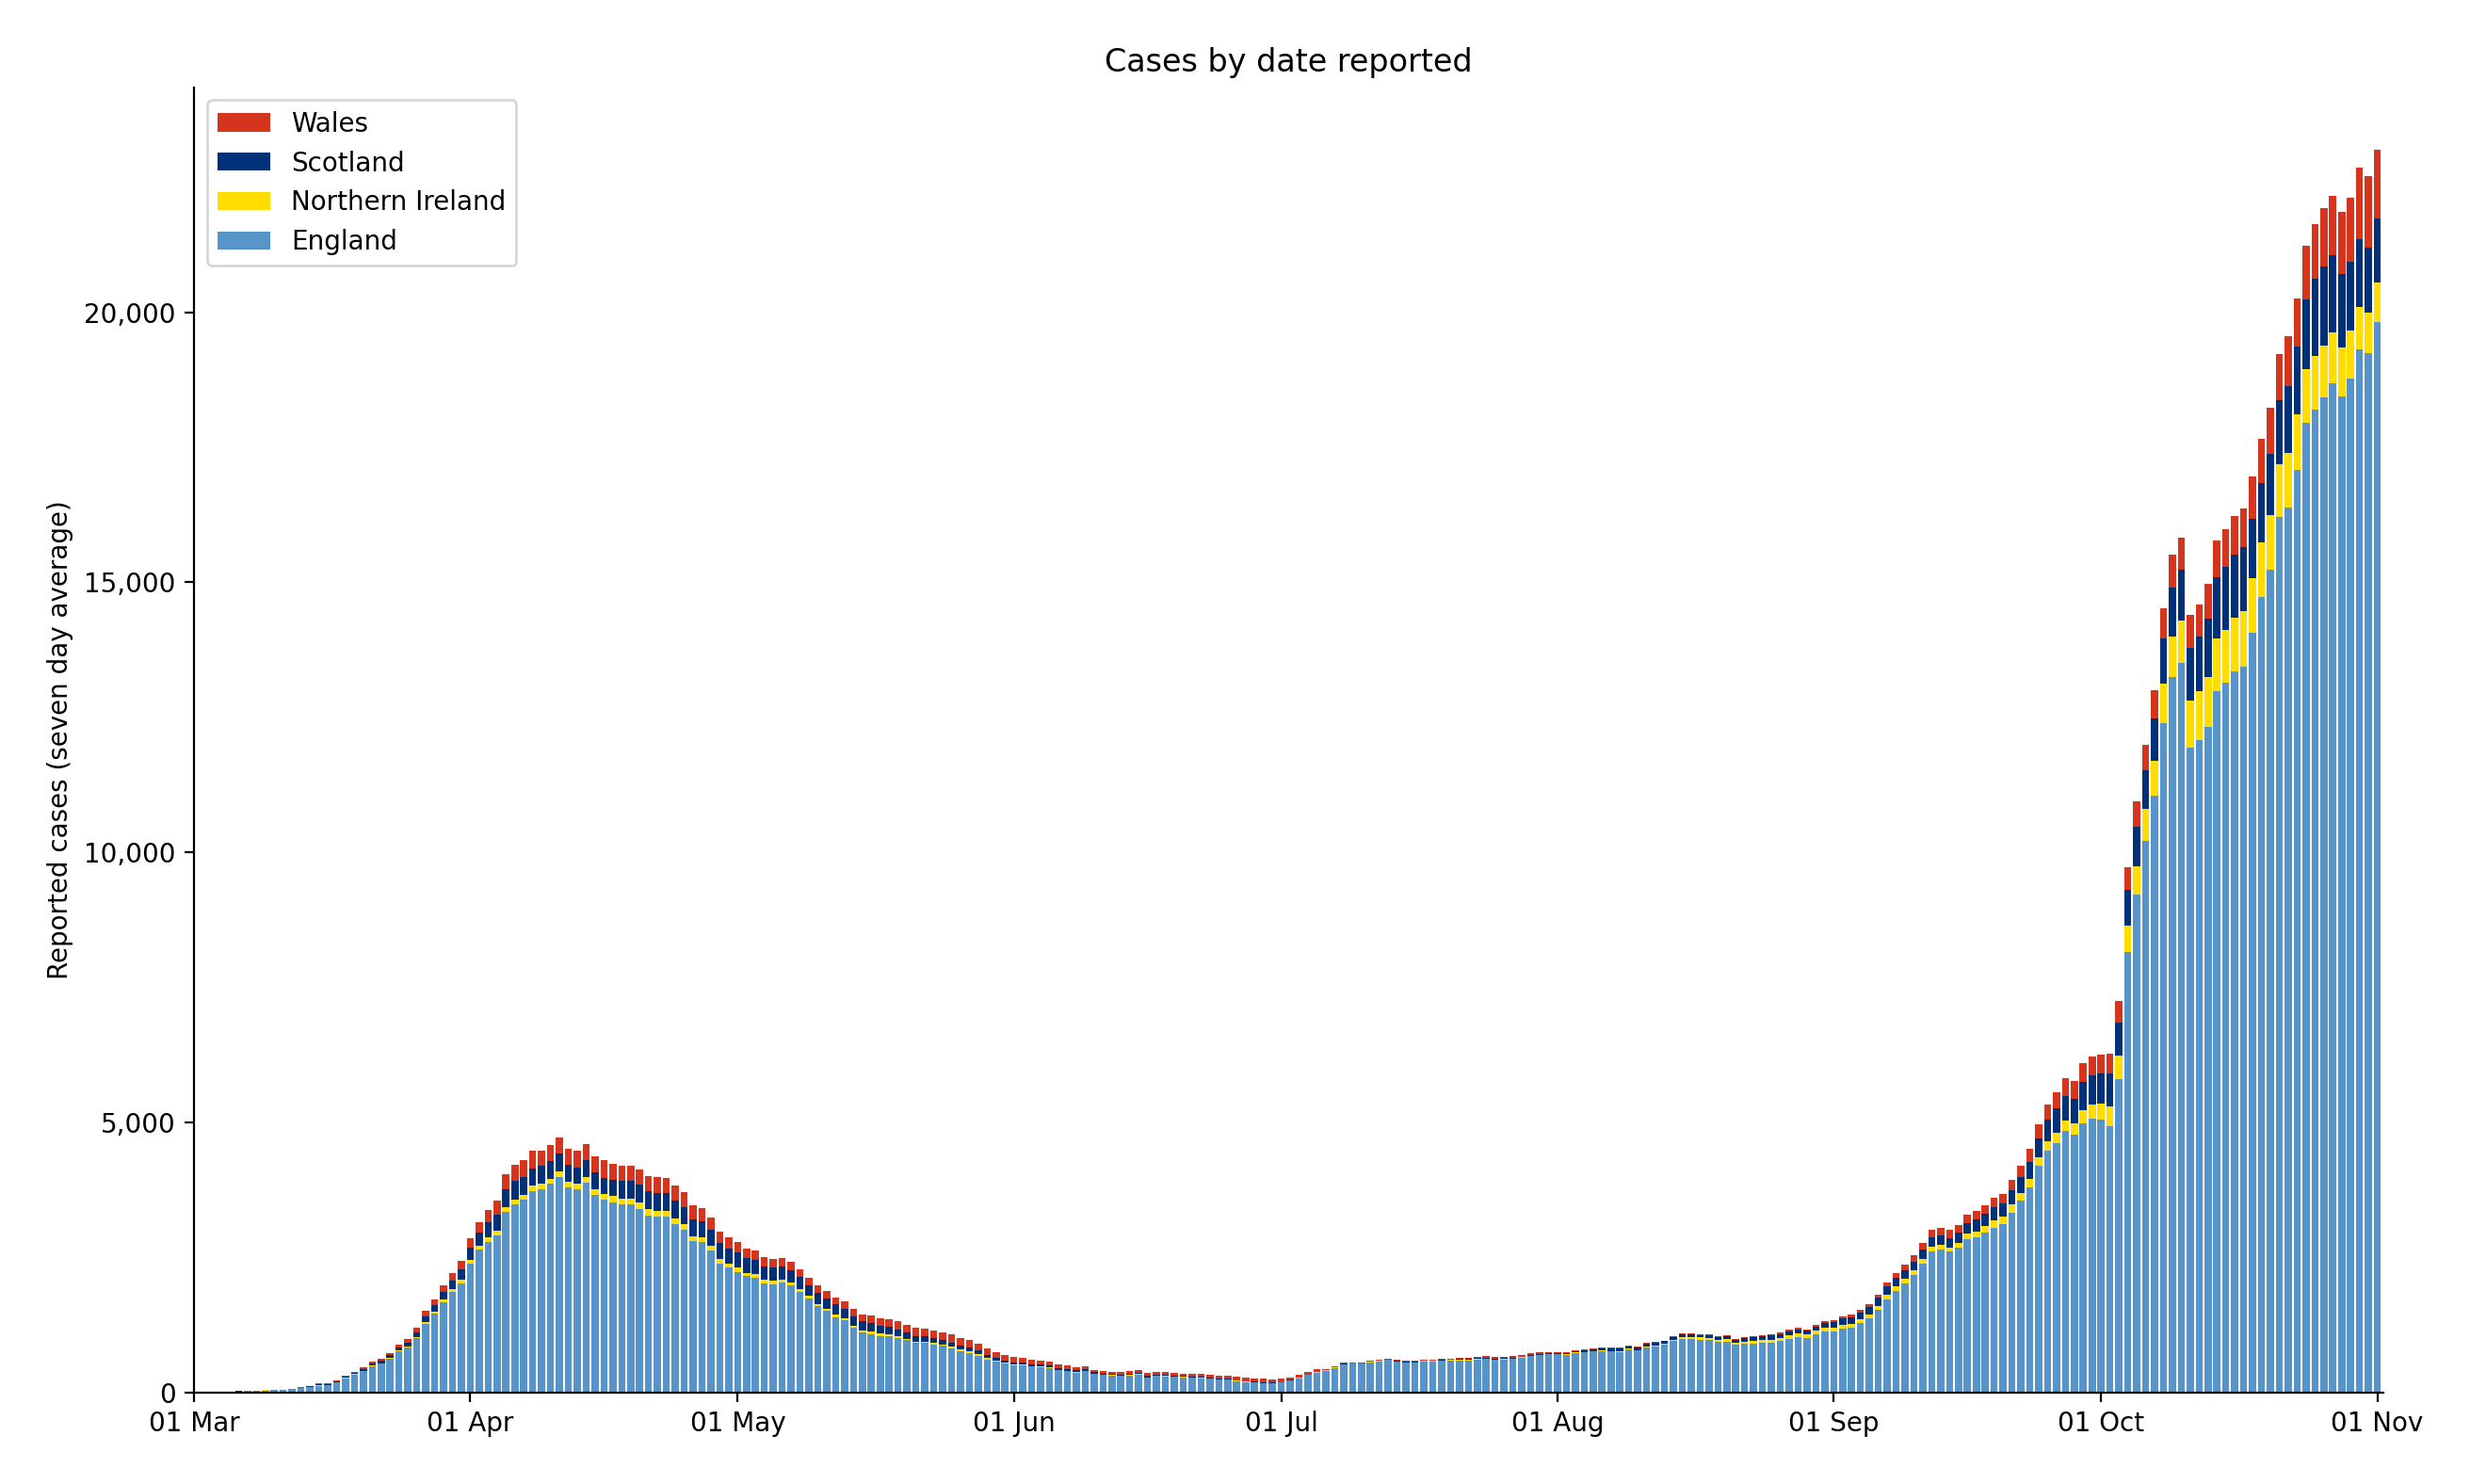 Cases by date reported
Wales
Scotland
Northern Ireland
England
Reported cases (seven day average)
20,000
15,000
10,000
5,000
0
01 Mar
01 Apr
01 May
01 Jun
01 Jul
01 Aug
01 Sep
01 Oct
01 Nov